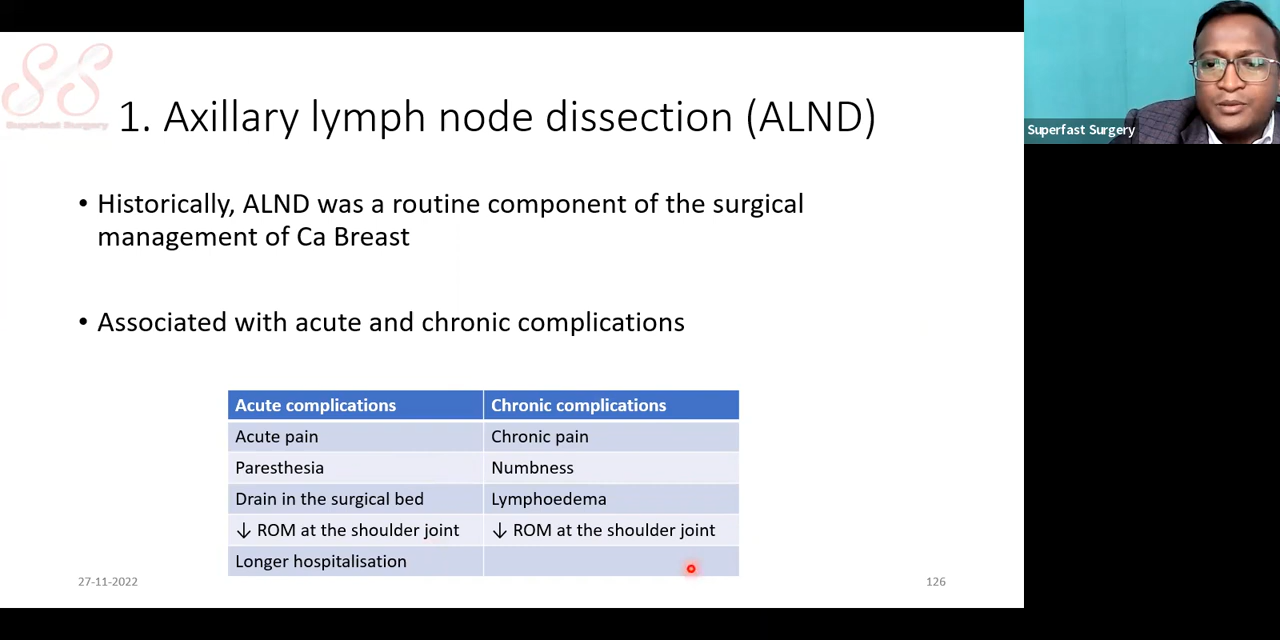 SS
Superfast Surgery
1. Axillary lymph node dissection (ALND)
• Historically, ALND was a routine component of the surgical
management of Ca Breast
• Associated with acute and chronic complications
Acute complications Chronic complications
Acute pain Chronic pain
Paresthesia Numbness
Drain in the surgical bed Lymphoedema
↓ ROM at the shoulder joint ↓ ROM at the shoulder joint
Longer hospitalisation
27-11-2022 126
Superfast Surgery